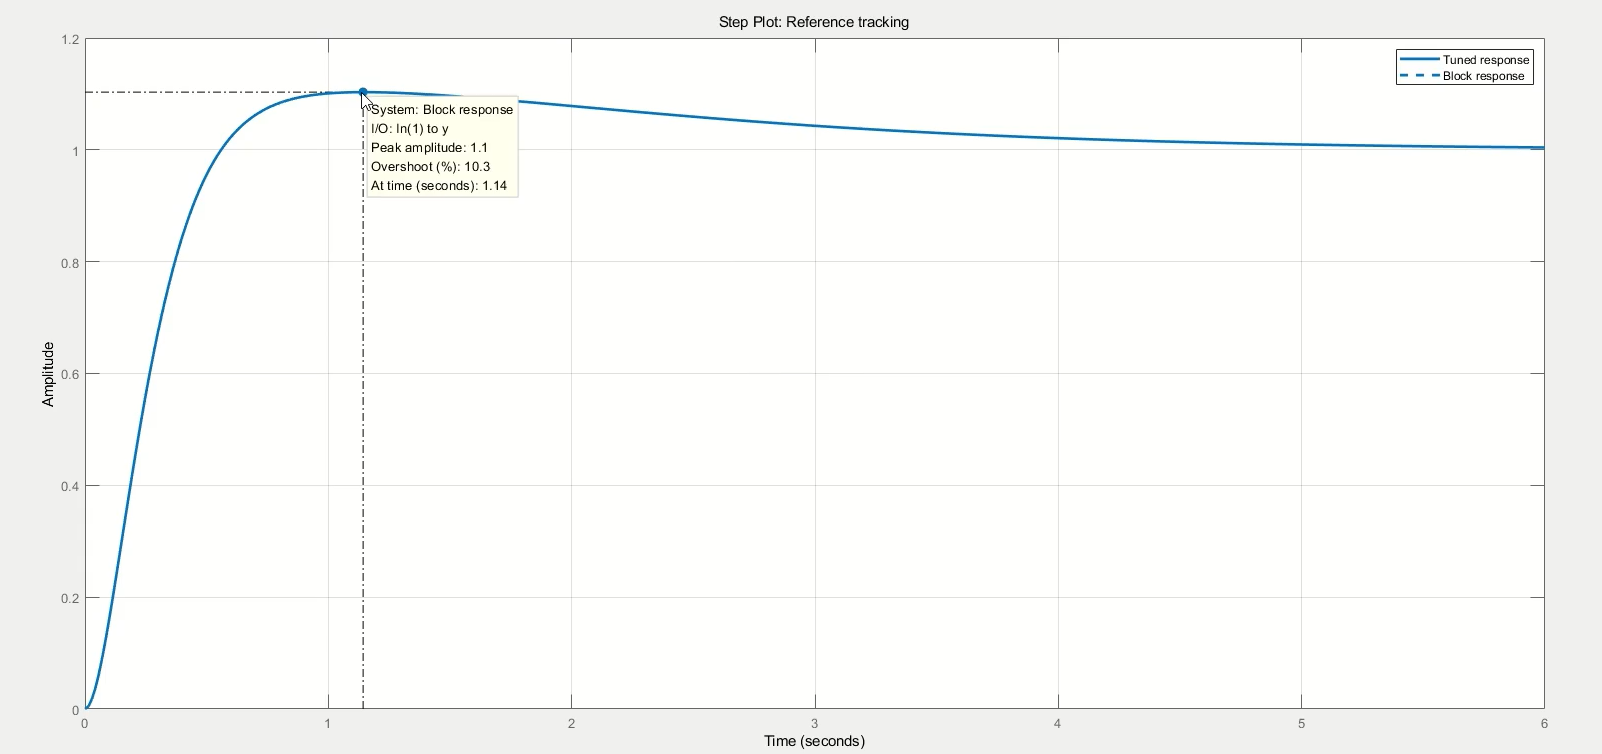 Step Plot: Reference tracking
1.2
Tuned response
Block response
System: Block response
I/O: In(1) to y
Peak amplitude: 1.1
Overshoot (%): 10.3
At time (seconds): 1.14
1
0.8
0.6
0.4
0.2
0
Amplitude
0 1 2 3 4 5 6
Time (seconds)